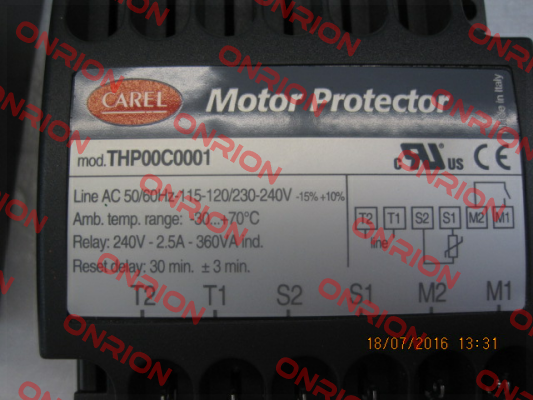 CAREL
Motor Protector
Made in Italy
mod.THP00C0001
c UL US CE
Line AC 50/60Hz-115-120/230-240V -15% +10%
Amb. temp. range: -30...+70°C
Relay: 240V - 2.5A - 360VA ind.
Reset delay: 30 min. ± 3 min.
T2 T1 S2 S1 M2 M1
line
T2 T1 S2 S1 M2 M1
18/07/2016 13:31
ONRION